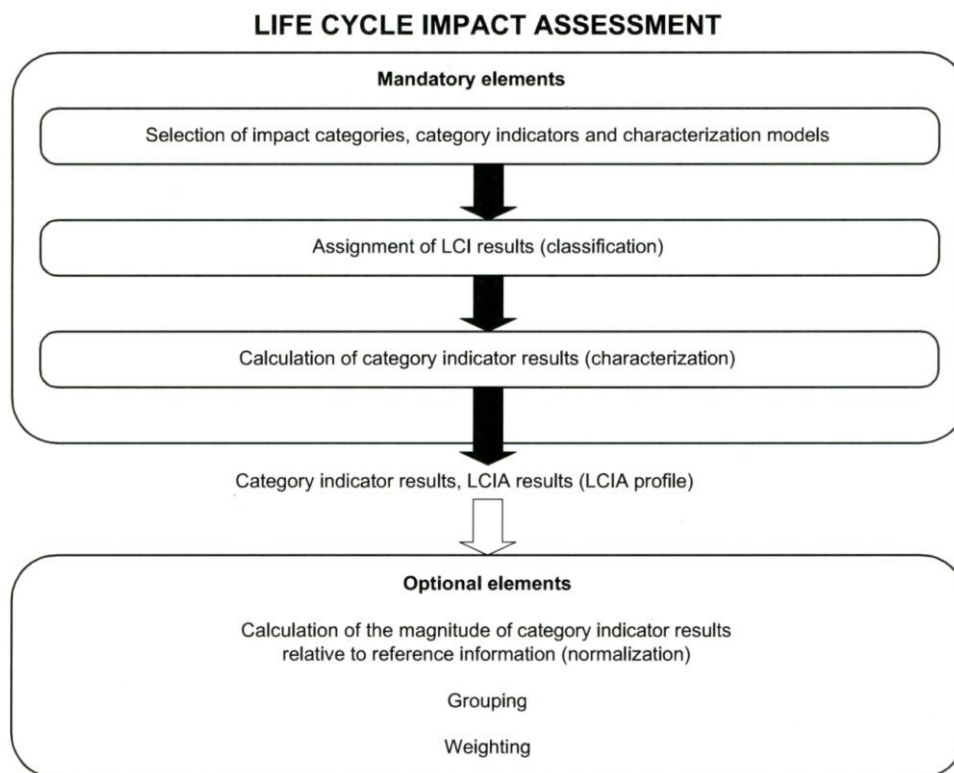 LIFE CYCLE IMPACT ASSESSMENT
Mandatory elements
Selection of impact categories, category indicators and characterization models
Assignment of LCI results (classification)
Calculation of category indicator results (characterization)
Category indicator results, LCIA results (LCIA profile)
Optional elements
Calculation of the magnitude of category indicator results
relative to reference information (normalization)
Grouping
Weighting